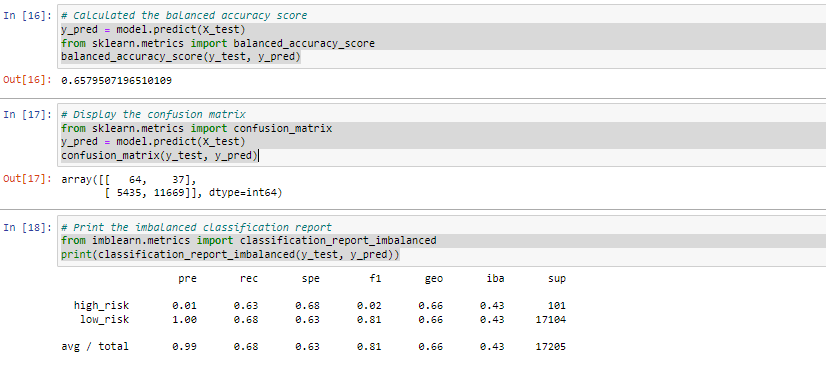 In [16]: # Calculated the balanced accuracy score
y_pred = model.predict(X_test)
from sklearn.metrics import balanced_accuracy_score
balanced_accuracy_score(y_test, y_pred)
Out[16]: 0.6579507196510109
In [17]: # Display the confusion matrix
from sklearn.metrics import confusion_matrix
y_pred = model.predict(X_test)
confusion_matrix(y_test, y_pred)
Out[17]: array([[   64,    37],
       [ 5435, 11669]], dtype=int64)
In [18]: # Print the imbalanced classification report
from imblearn.metrics import classification_report_imbalanced
print(classification_report_imbalanced(y_test, y_pred))
pre rec spe f1 geo iba sup
high_risk 0.01 0.63 0.68 0.02 0.66 0.43 101
low_risk 1.00 0.68 0.63 0.81 0.66 0.43 17104
avg / total 0.99 0.68 0.63 0.81 0.66 0.43 17205